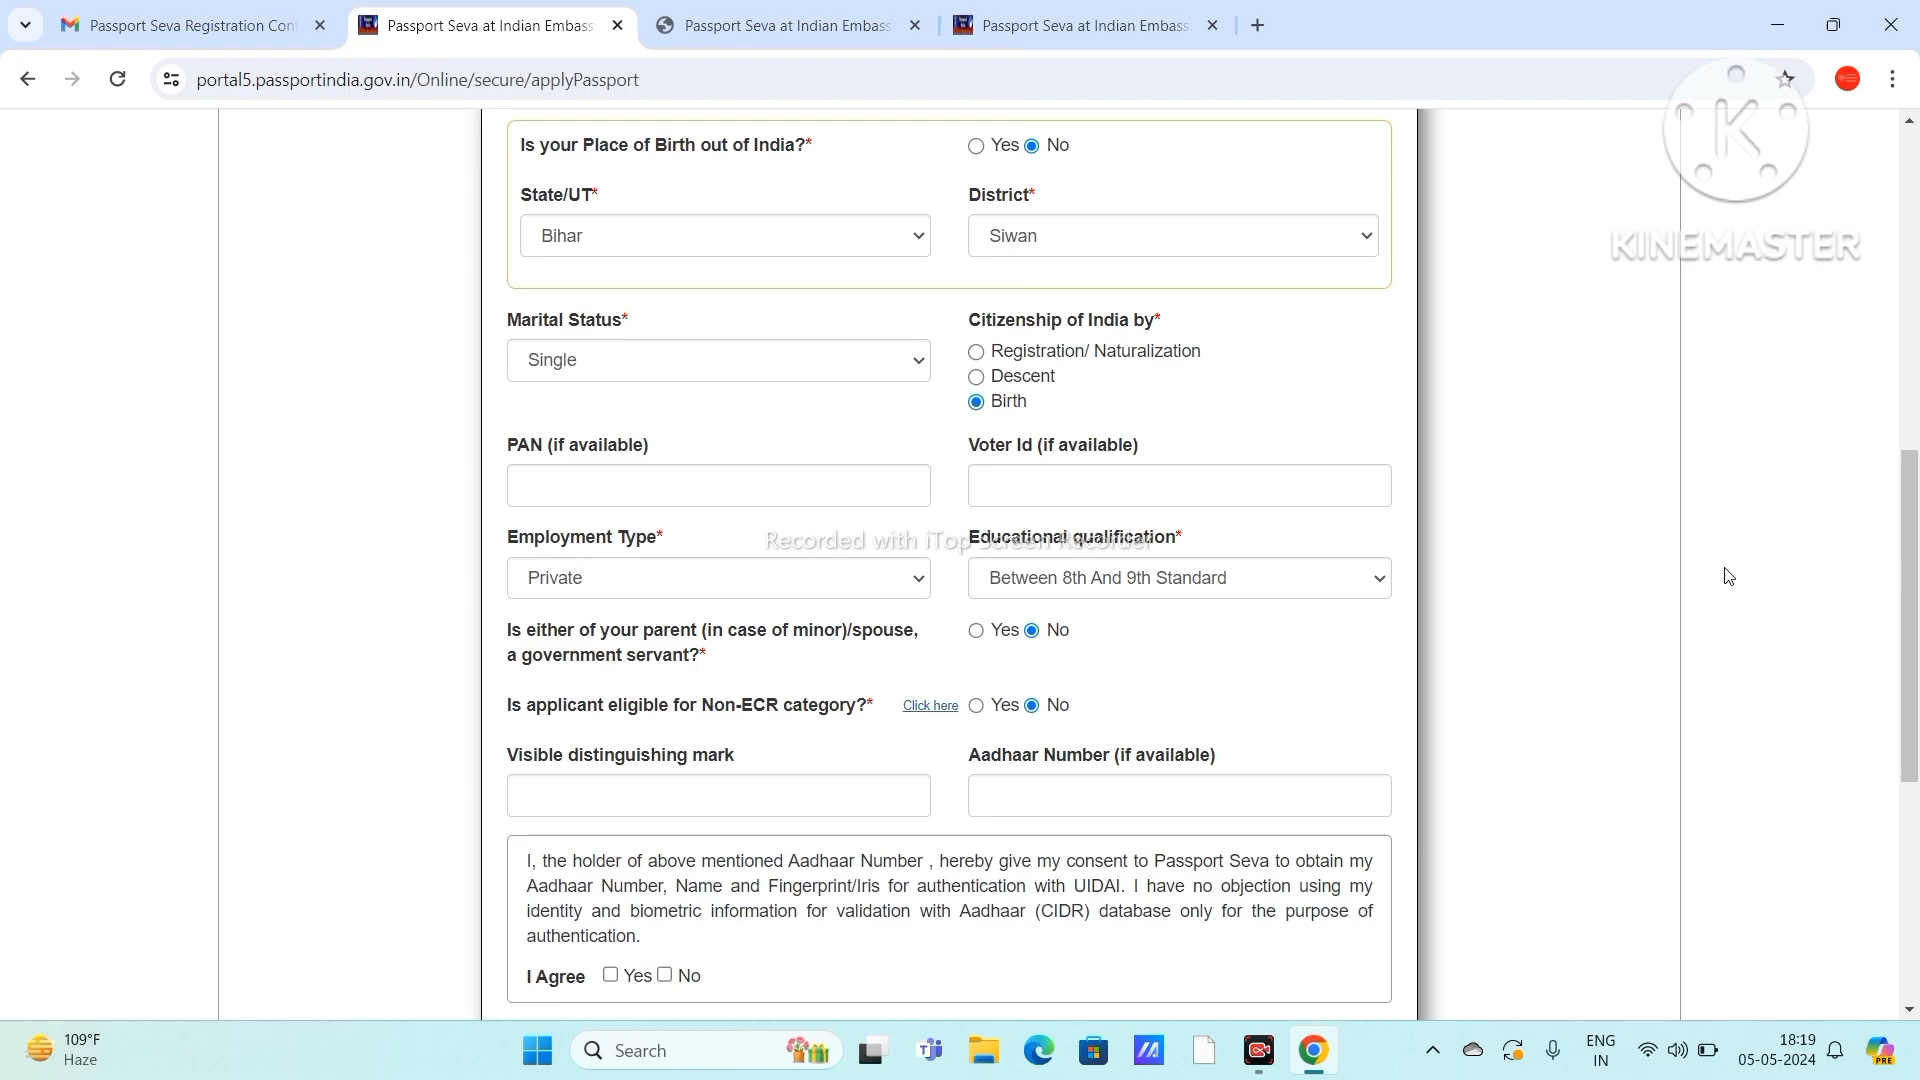 Passport Seva Registration Conf
Passport Seva at Indian Embass
Passport Seva at Indian Embass
Passport Seva at Indian Embass
portal5.passportindia.gov.in/Online/secure/applyPassport
K
KINEMASTER
Is your Place of Birth out of India?* Yes No
State/UT* District*
Bihar Siwan
Marital Status* Citizenship of India by*
Single
Registration/ Naturalization
Descent
Birth
PAN (if available) Voter Id (if available)
Employment Type* Educational qualification*
Recorded with iTop Screen Recorder
Private Between 8th And 9th Standard
Is either of your parent (in case of minor)/spouse, Yes No
a government servant?*
Is applicant eligible for Non-ECR category?* Click here Yes No
Visible distinguishing mark Aadhaar Number (if available)
I, the holder of above mentioned Aadhaar Number , hereby give my consent to Passport Seva to obtain my
Aadhaar Number, Name and Fingerprint/Iris for authentication with UIDAI. I have no objection using my
identity and biometric information for validation with Aadhaar (CIDR) database only for the purpose of
authentication.
I Agree Yes No
109°F
Haze
Search
ENG
IN
18:19
05-05-2024
PRE